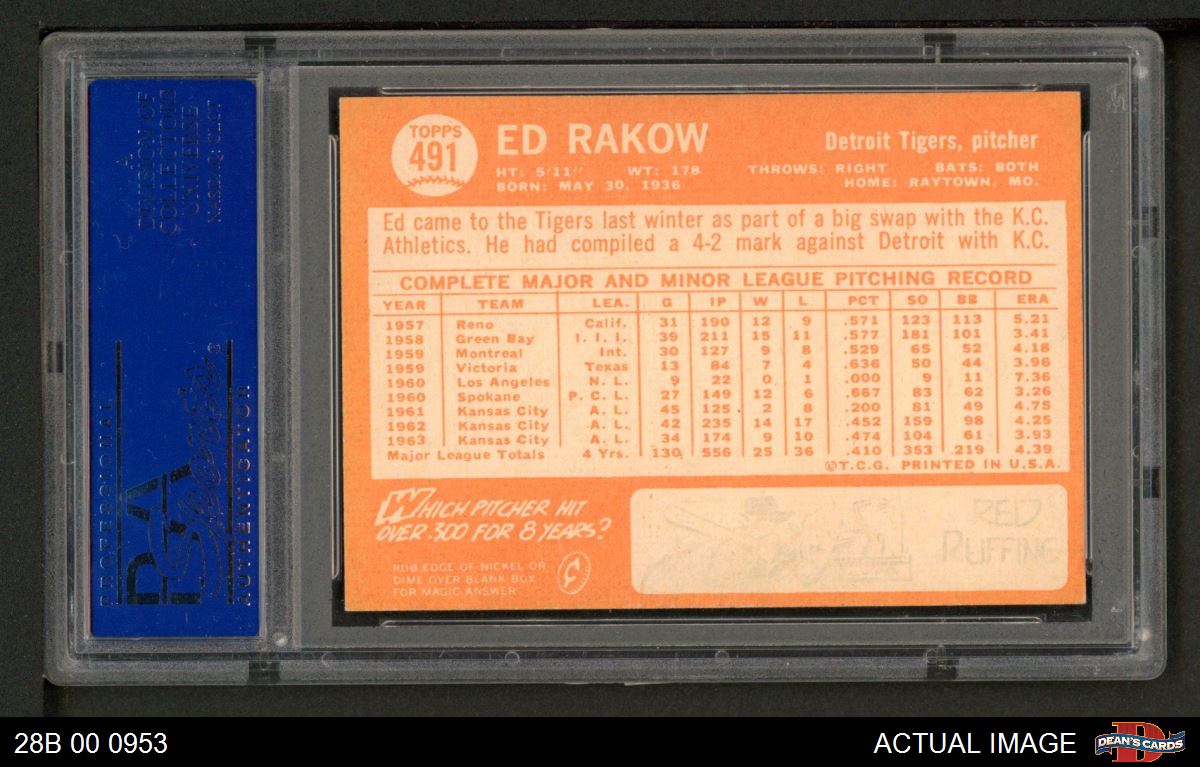 A
DIVISION OF
COLLECTORS
UNIVERSE
NASDAQ: CLCT
PROFESSIONAL
PSA
Sports
®
AUTHENTICATOR
TOPPS
491
ED RAKOW
Detroit Tigers, pitcher
HT: 5'11" WT: 178 THROWS: RIGHT BATS: BOTH
BORN: MAY 30, 1936 HOME: RAYTOWN, MO.
Ed came to the Tigers last winter as part of a big swap with the K.C.
Athletics. He had compiled a 4-2 mark against Detroit with K.C.
COMPLETE MAJOR AND MINOR LEAGUE PITCHING RECORD
YEAR TEAM LEA. G IP W L PCT SO BB ERA
1957 Reno Calif. 31 190 12 9 .571 123 113 5.21
1958 Green Bay I. I. I. 39 211 15 11 .577 181 101 3.41
1959 Montreal Int. 30 127 9 8 .529 65 52 4.18
1959 Victoria Texas 13 84 7 4 .636 50 44 3.96
1960 Los Angeles N. L. 9 22 0 1 .000 9 11 7.36
1960 Spokane P. C. L. 27 149 12 6 .667 83 62 3.26
1961 Kansas City A. L. 45 125 2 8 .200 81 49 4.75
1962 Kansas City A. L. 42 235 14 17 .452 159 98 4.25
1963 Kansas City A. L. 34 174 9 10 .474 104 61 3.93
Major League Totals 4 Yrs. 130 556 25 36 .410 353 219 4.39
©T.C.G. PRINTED IN U.S.A.
WHICH PITCHER HIT
OVER .300 FOR 8 YEARS?
RUB EDGE OF NICKEL OR
DIME OVER BLANK BOX
FOR MAGIC ANSWER
¢
RED
RUFFING
28B 00 0953
ACTUAL IMAGE
D
DEAN'S CARDS